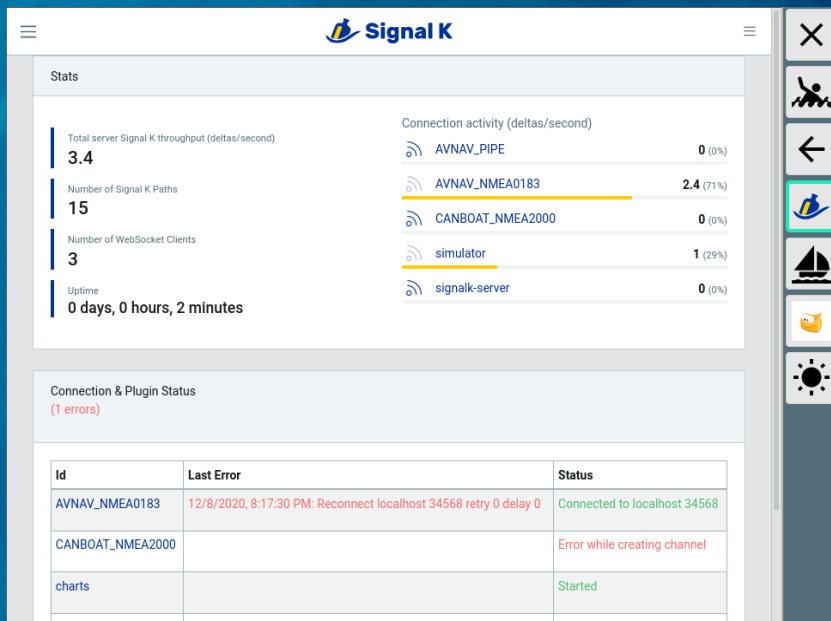 Signal K
Stats
Total server Signal K throughput (deltas/second)
3.4
Number of Signal K Paths
15
Number of WebSocket Clients
3
Uptime
0 days, 0 hours, 2 minutes
Connection activity (deltas/second)
AVNAV_PIPE 0 (0%)
AVNAV_NMEA0183 2.4 (71%)
CANBOAT_NMEA2000 0 (0%)
simulator 1 (29%)
signalk-server 0 (0%)
Connection & Plugin Status
(1 errors)
Id Last Error Status
AVNAV_NMEA0183 12/8/2020, 8:17:30 PM: Reconnect localhost 34568 retry 0 delay 0 Connected to localhost 34568
CANBOAT_NMEA2000 Error while creating channel
charts Started